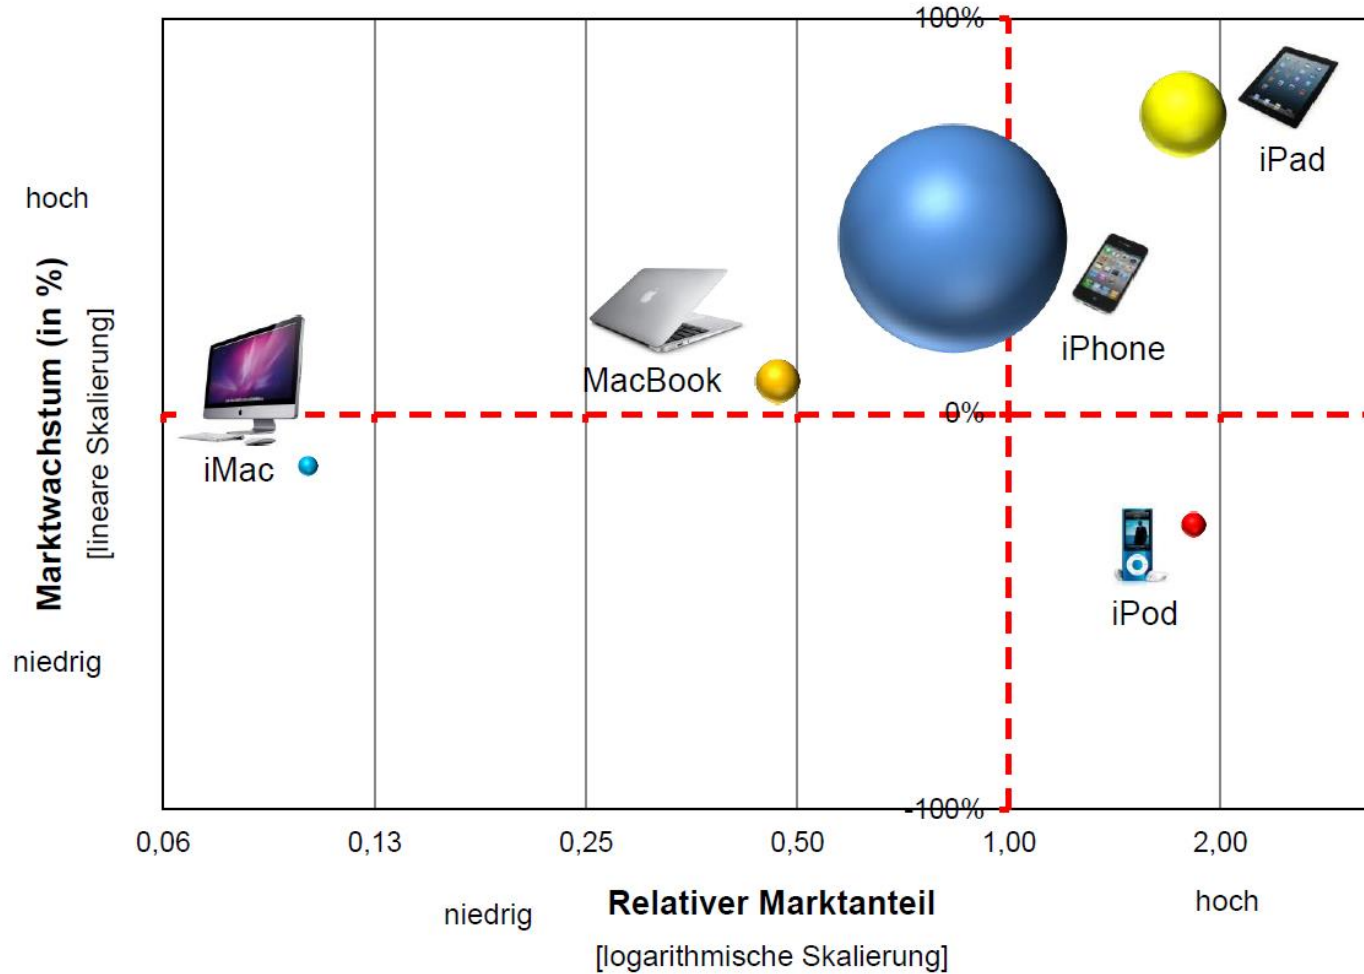 100%
iPad
hoch
iPhone
MacBook
0%
iMac
Marktwachstum (in %)
[lineare Skalierung]
iPod
niedrig
-100%
0,06
0,13
0,25
0,50
1,00
2,00
niedrig
Relativer Marktanteil
hoch
[logarithmische Skalierung]